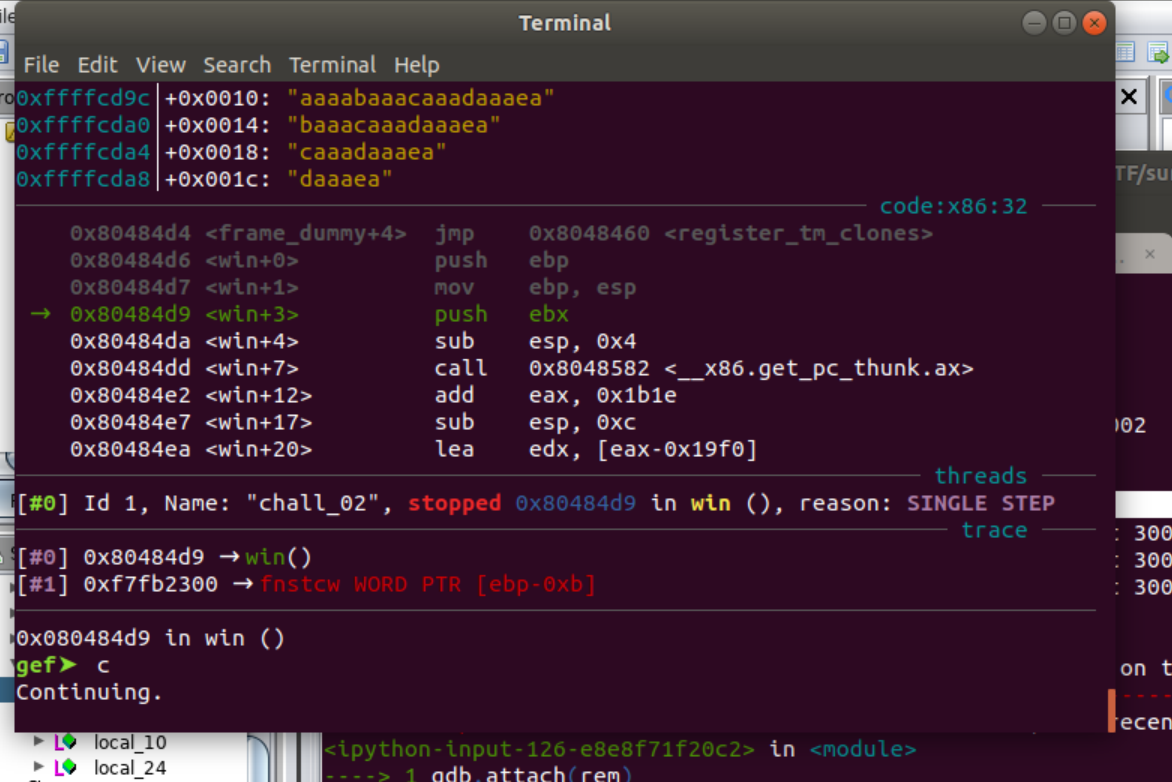 Terminal
File Edit View Search Terminal Help
0xffffcd9c│+0x0010: "aaaabaaacaaadaaaea"
0xffffcda0│+0x0014: "baaacaaadaaaea"
0xffffcda4│+0x0018: "caaadaaaea"
0xffffcda8│+0x001c: "daaaea"
code:x86:32
0x80484d4 <frame_dummy+4> jmp 0x8048460 <register_tm_clones>
0x80484d6 <win+0> push ebp
0x80484d7 <win+1> mov ebp, esp
→ 0x80484d9 <win+3> push ebx
0x80484da <win+4> sub esp, 0x4
0x80484dd <win+7> call 0x8048582 <__x86.get_pc_thunk.ax>
0x80484e2 <win+12> add eax, 0x1b1e
0x80484e7 <win+17> sub esp, 0xc
0x80484ea <win+20> lea edx, [eax-0x19f0]
threads
[#0] Id 1, Name: "chall_02", stopped 0x80484d9 in win (), reason: SINGLE STEP
trace
[#0] 0x80484d9 → win()
[#1] 0xf7fb2300 → fnstcw WORD PTR [ebp-0xb]
0x080484d9 in win ()
gef➤ c
Continuing.
local_10
local_24
<ipython-input-126-e8e8f71f20c2> in <module>
----> 1 gdb.attach(rem)
TF/su
002
: 300
: 300
: 300
on t
recen